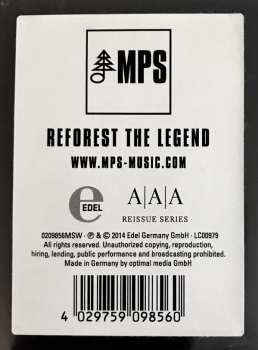 MPS
REFOREST THE LEGEND
WWW.MPS-MUSIC.COM
e
EDEL
A|A|A
REISSUE SERIES
0209856MSW • ℗ & © 2014 Edel Germany GmbH • LC00979
All rights reserved. Unauthorized copying, reproduction,
hiring, lending, public performance and broadcasting prohibited.
Made in Germany by optimal media GmbH
4 029759 098560